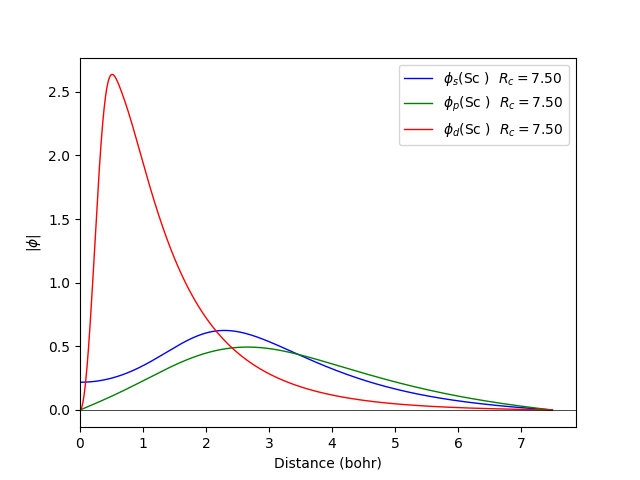 ϕs(Sc ) Rc = 7.50
ϕp(Sc ) Rc = 7.50
ϕd(Sc ) Rc = 7.50
2.5
2.0
1.5
1.0
0.5
0.0
|ϕ|
0 1 2 3 4 5 6 7
Distance (bohr)